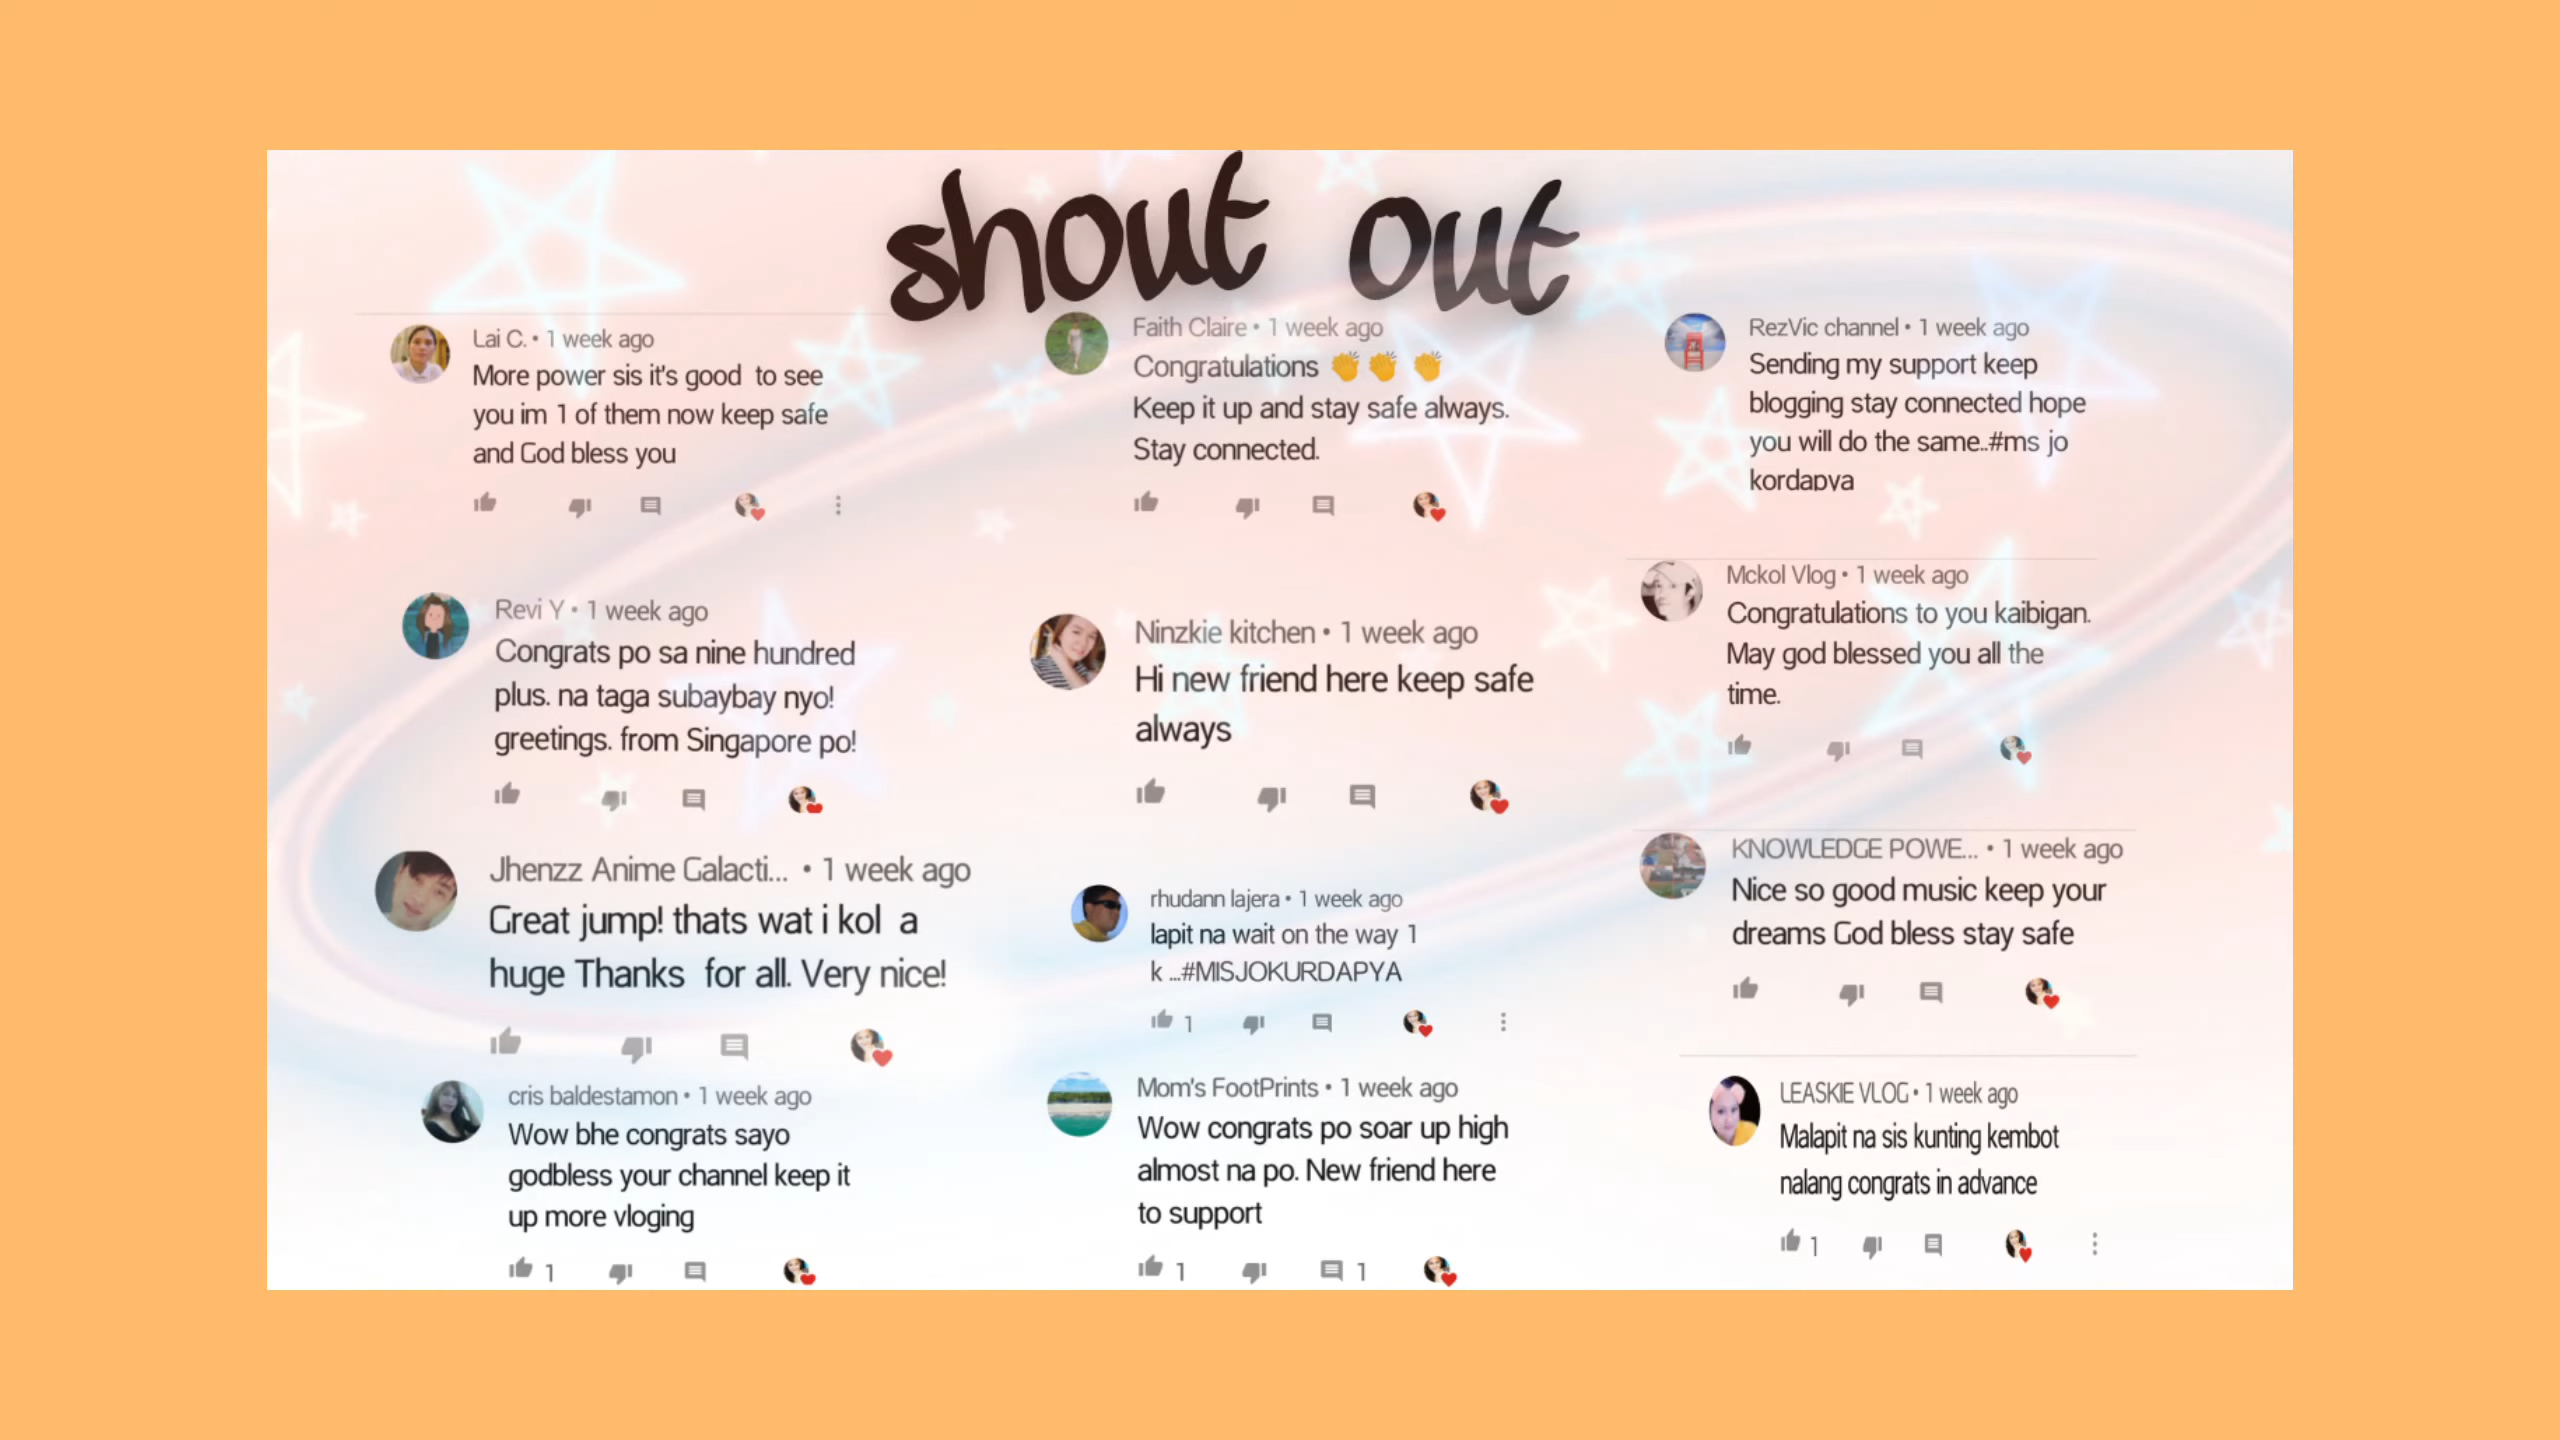 shout out
Lai C. • 1 week ago
More power sis it's good  to see
you im 1 of them now keep safe
and God bless you
Revi Y • 1 week ago
Congrats po sa nine hundred
plus. na taga subaybay nyo!
greetings. from Singapore po!
Jhenzz Anime Galacti... • 1 week ago
Great jump! thats wat i kol  a
huge Thanks  for all. Very nice!
cris baldestamon • 1 week ago
Wow bhe congrats sayo
godbless your channel keep it
up more vloging
1
Faith Claire • 1 week ago
Congratulations 👏👏 👏
Keep it up and stay safe always.
Stay connected.
Ninzkie kitchen • 1 week ago
Hi new friend here keep safe
always
rhudann lajera • 1 week ago
lapit na wait on the way 1
k ...#MISJOKURDAPYA
1
Mom's FootPrints • 1 week ago
Wow congrats po soar up high
almost na po. New friend here
to support
1 1
RezVic channel • 1 week ago
Sending my support keep
blogging stay connected hope
you will do the same..#ms jo
kordapya
Mckol Vlog • 1 week ago
Congratulations to you kaibigan.
May god blessed you all the
time.
KNOWLEDGE POWE... • 1 week ago
Nice so good music keep your
dreams God bless stay safe
LEASKIE VLOG • 1 week ago
Malapit na sis kunting kembot
nalang congrats in advance
1